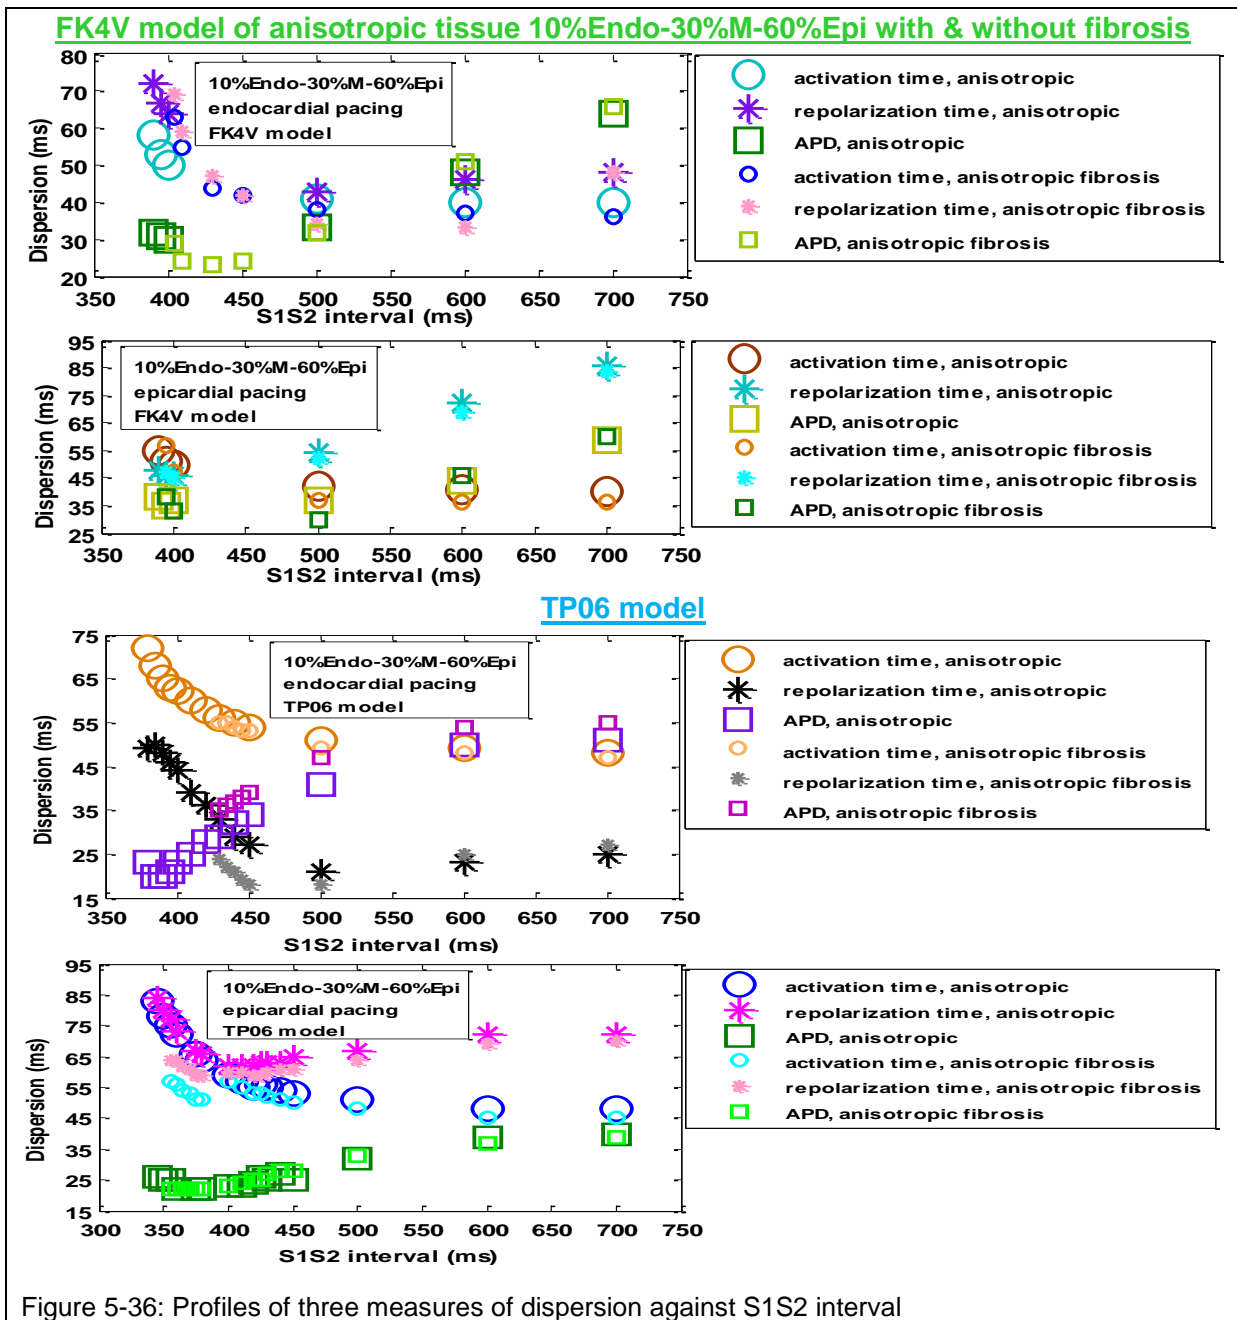 FK4V model of anisotropic tissue 10%Endo-30%M-60%Epi with & without fibrosis
80
70
60
50
40
30
20
Dispersion (ms)
10%Endo-30%M-60%Epi
endocardial pacing
FK4V model
350 400 450 500 550 600 650 700 750
S1S2 interval (ms)
activation time, anisotropic
repolarization time, anisotropic
APD, anisotropic
activation time, anisotropic fibrosis
repolarization time, anisotropic fibrosis
APD, anisotropic fibrosis
95
85
75
65
55
45
35
25
Dispersion (ms)
10%Endo-30%M-60%Epi
epicardial pacing
FK4V model
350 400 450 500 550 600 650 700 750
S1S2 interval (ms)
activation time, anisotropic
repolarization time, anisotropic
APD, anisotropic
activation time, anisotropic fibrosis
repolarization time, anisotropic fibrosis
APD, anisotropic fibrosis
TP06 model
75
65
55
45
35
25
15
Dispersion (ms)
10%Endo-30%M-60%Epi
endocardial pacing
TP06 model
350 400 450 500 550 600 650 700 750
S1S2 interval (ms)
activation time, anisotropic
repolarization time, anisotropic
APD, anisotropic
activation time, anisotropic fibrosis
repolarization time, anisotropic fibrosis
APD, anisotropic fibrosis
95
85
75
65
55
45
35
25
15
Dispersion (ms)
10%Endo-30%M-60%Epi
epicardial pacing
TP06 model
300 350 400 450 500 550 600 650 700 750
S1S2 interval (ms)
activation time, anisotropic
repolarization time, anisotropic
APD, anisotropic
activation time, anisotropic fibrosis
repolarization time, anisotropic fibrosis
APD, anisotropic fibrosis
Figure 5-36: Profiles of three measures of dispersion against S1S2 interval